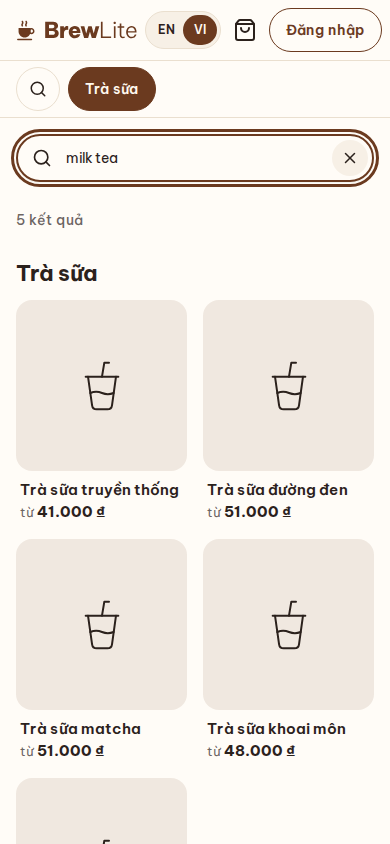 BrewLite EN VI Đăng nhập
Trà sữa
milk tea
5 kết quả
Trà sữa
Trà sữa truyền thống
từ 41.000 ₫
Trà sữa đường đen
từ 51.000 ₫
Trà sữa matcha
từ 51.000 ₫
Trà sữa khoai môn
từ 48.000 ₫